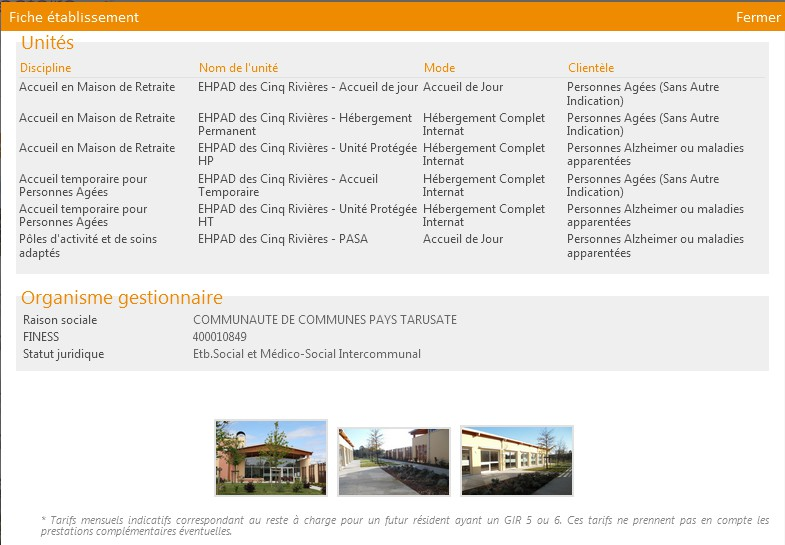 Fiche établissement Fermer
Unités
Discipline Nom de l'unité Mode Clientèle
Accueil en Maison de Retraite EHPAD des Cinq Rivières - Accueil de jour Accueil de Jour Personnes Agées (Sans Autre
Indication)
Accueil en Maison de Retraite EHPAD des Cinq Rivières - Hébergement Hébergement Complet Personnes Agées (Sans Autre
Permanent Internat Indication)
Accueil en Maison de Retraite EHPAD des Cinq Rivières - Unité Protégée Hébergement Complet Personnes Alzheimer ou maladies
HP Internat apparentées
Accueil temporaire pour EHPAD des Cinq Rivières - Accueil Hébergement Complet Personnes Agées (Sans Autre
Personnes Agées Temporaire Internat Indication)
Accueil temporaire pour EHPAD des Cinq Rivières - Unité Protégée Hébergement Complet Personnes Alzheimer ou maladies
Personnes Agées HT Internat apparentées
Pôles d'activité et de soins EHPAD des Cinq Rivières - PASA Accueil de Jour Personnes Alzheimer ou maladies
adaptés apparentées
Organisme gestionnaire
Raison sociale COMMUNAUTE DE COMMUNES PAYS TARUSATE
FINESS 400010849
Statut juridique Etb.Social et Médico-Social Intercommunal
* Tarifs mensuels indicatifs correspondant au reste à charge pour un futur résident ayant un GIR 5 ou 6. Ces tarifs ne prennent pas en compte les
prestations complémentaires éventuelles.